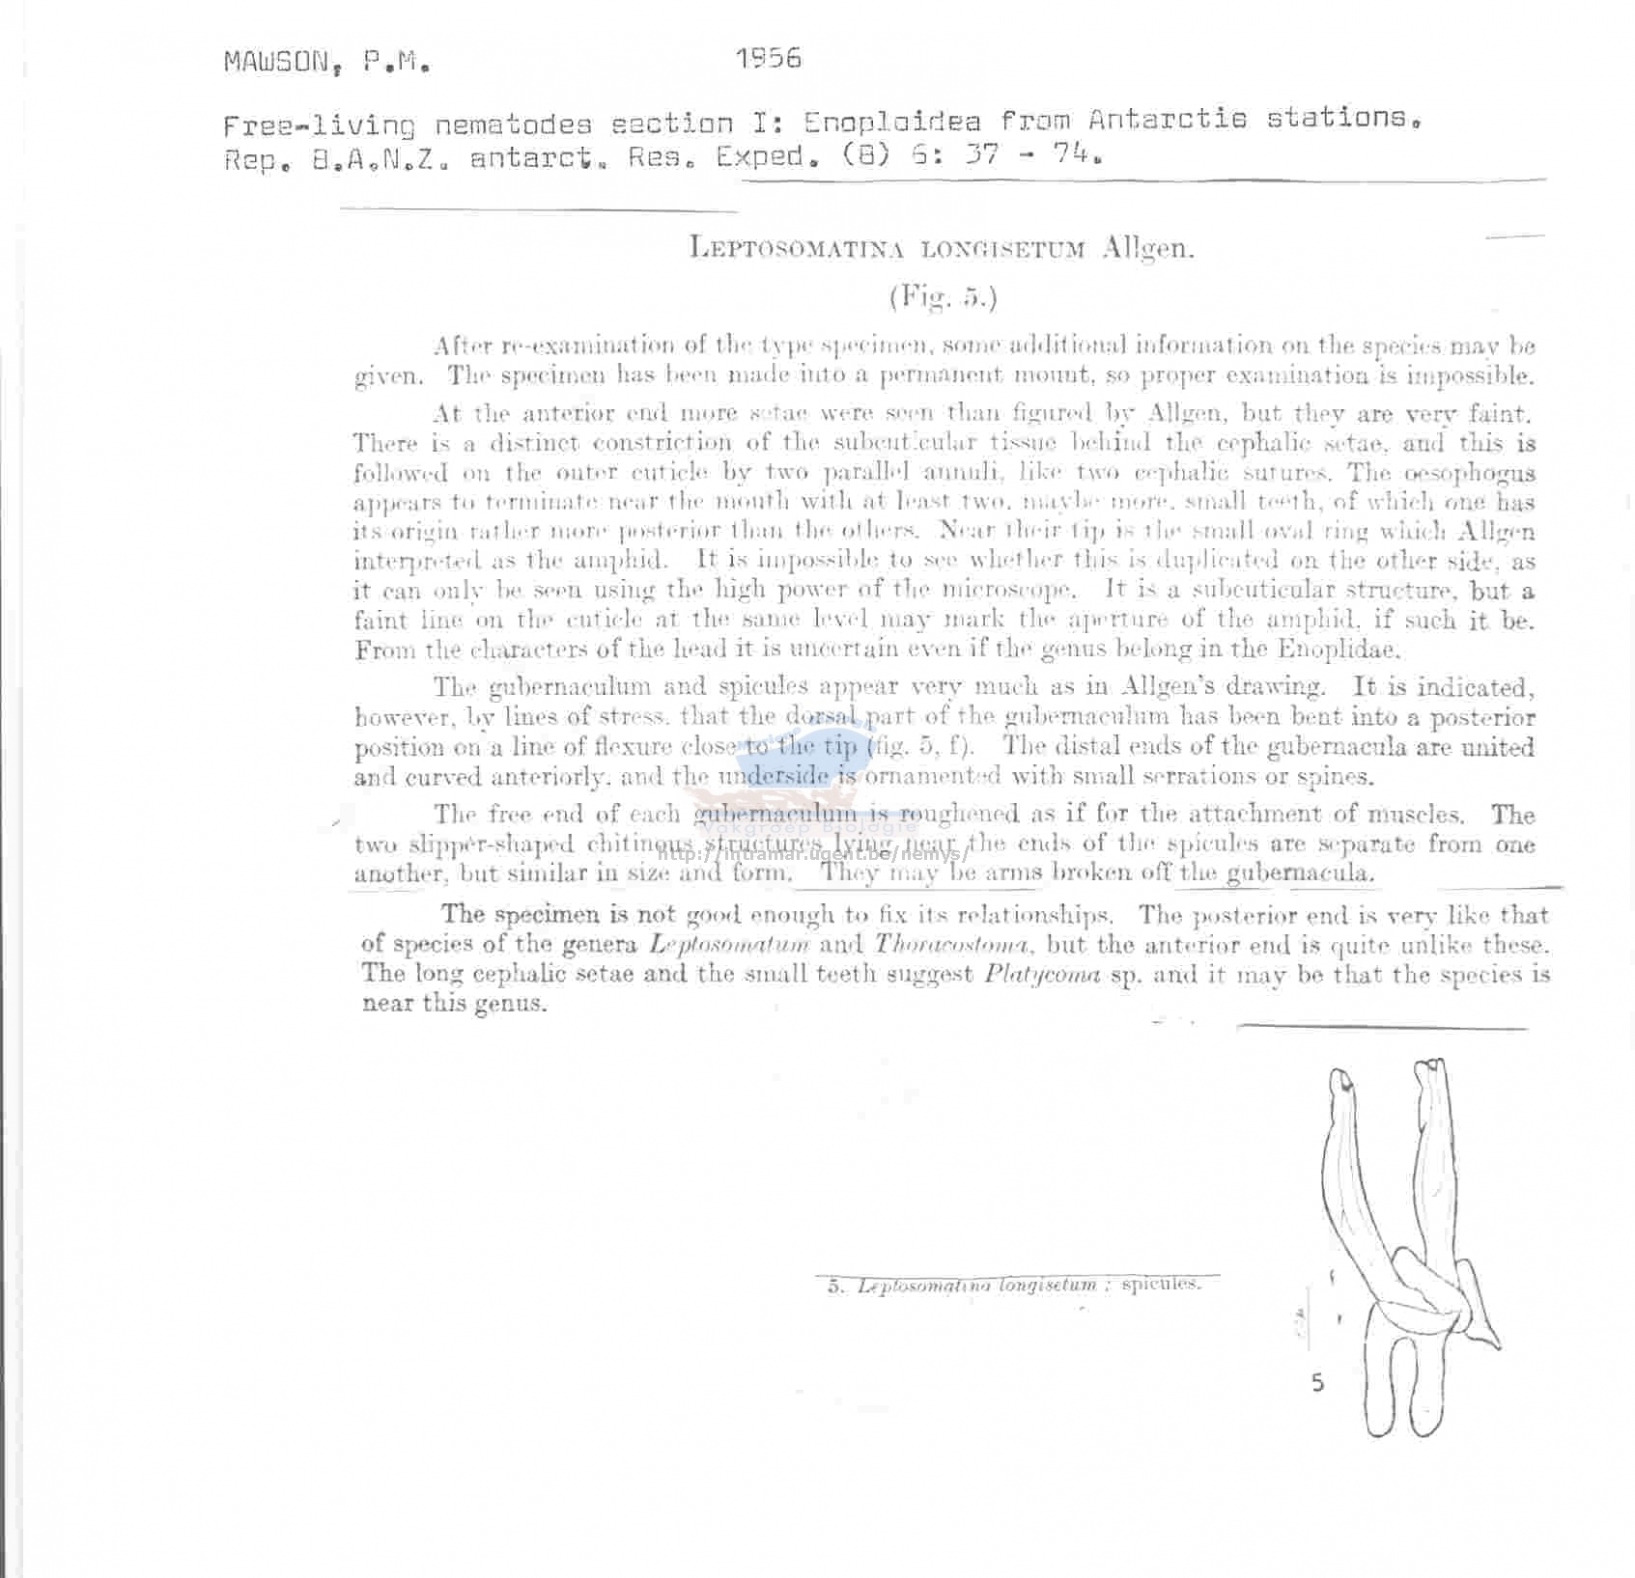 MAWSON, P.M. 1956
Free-living nematodes section I: Enoploidea from Antarctic stations.
Rep. B.A.N.Z. antarct. Res. Exped. (B) 6: 37 - 74.
LEPTOSOMATINA LONGISETUM Allgen.
(Fig. 5.)
After re-examination of the type specimen, some additional information on the species may be
given. The specimen has been made into a permanent mount, so proper examination is impossible.
At the anterior end more setae were seen than figured by Allgen, but they are very faint.
There is a distinct constriction of the subcuticular tissue behind the cephalic setae, and this is
followed on the outer cuticle by two parallel annuli, like two cephalic sutures. The oesophogus
appears to terminate near the mouth with at least two, maybe more, small teeth, of which one has
its origin rather more posterior than the others. Near their tip is the small oval ring which Allgen
interpreted as the amphid. It is impossible to see whether this is duplicated on the other side, as
it can only be seen using the high power of the microscope. It is a subcuticular structure, but a
faint line on the cuticle at the same level may mark the aperture of the amphid, if such it be.
From the characters of the head it is uncertain even if the genus belong in the Enoplidae.
The gubernaculum and spicules appear very much as in Allgen's drawing. It is indicated,
however, by lines of stress, that the dorsal part of the gubernaculum has been bent into a posterior
position on a line of flexure close to the tip (fig. 5, f). The distal ends of the gubernacula are united
and curved anteriorly, and the underside is ornamented with small serrations or spines.
The free end of each gubernaculum is roughened as if for the attachment of muscles. The
Vakgroep Biologie
two slipper-shaped chitinous structures lying near the ends of the spicules are separate from one
http://intramar.ugent.be/nemys/
another, but similar in size and form. They may be arms broken off the gubernacula.
The specimen is not good enough to fix its relationships. The posterior end is very like that
of species of the genera Leptosomatum and Thoracostoma, but the anterior end is quite unlike these.
The long cephalic setae and the small teeth suggest Platycoma sp. and it may be that the species is
near this genus.
5. Leptosomatina longisetum : spicules.
5